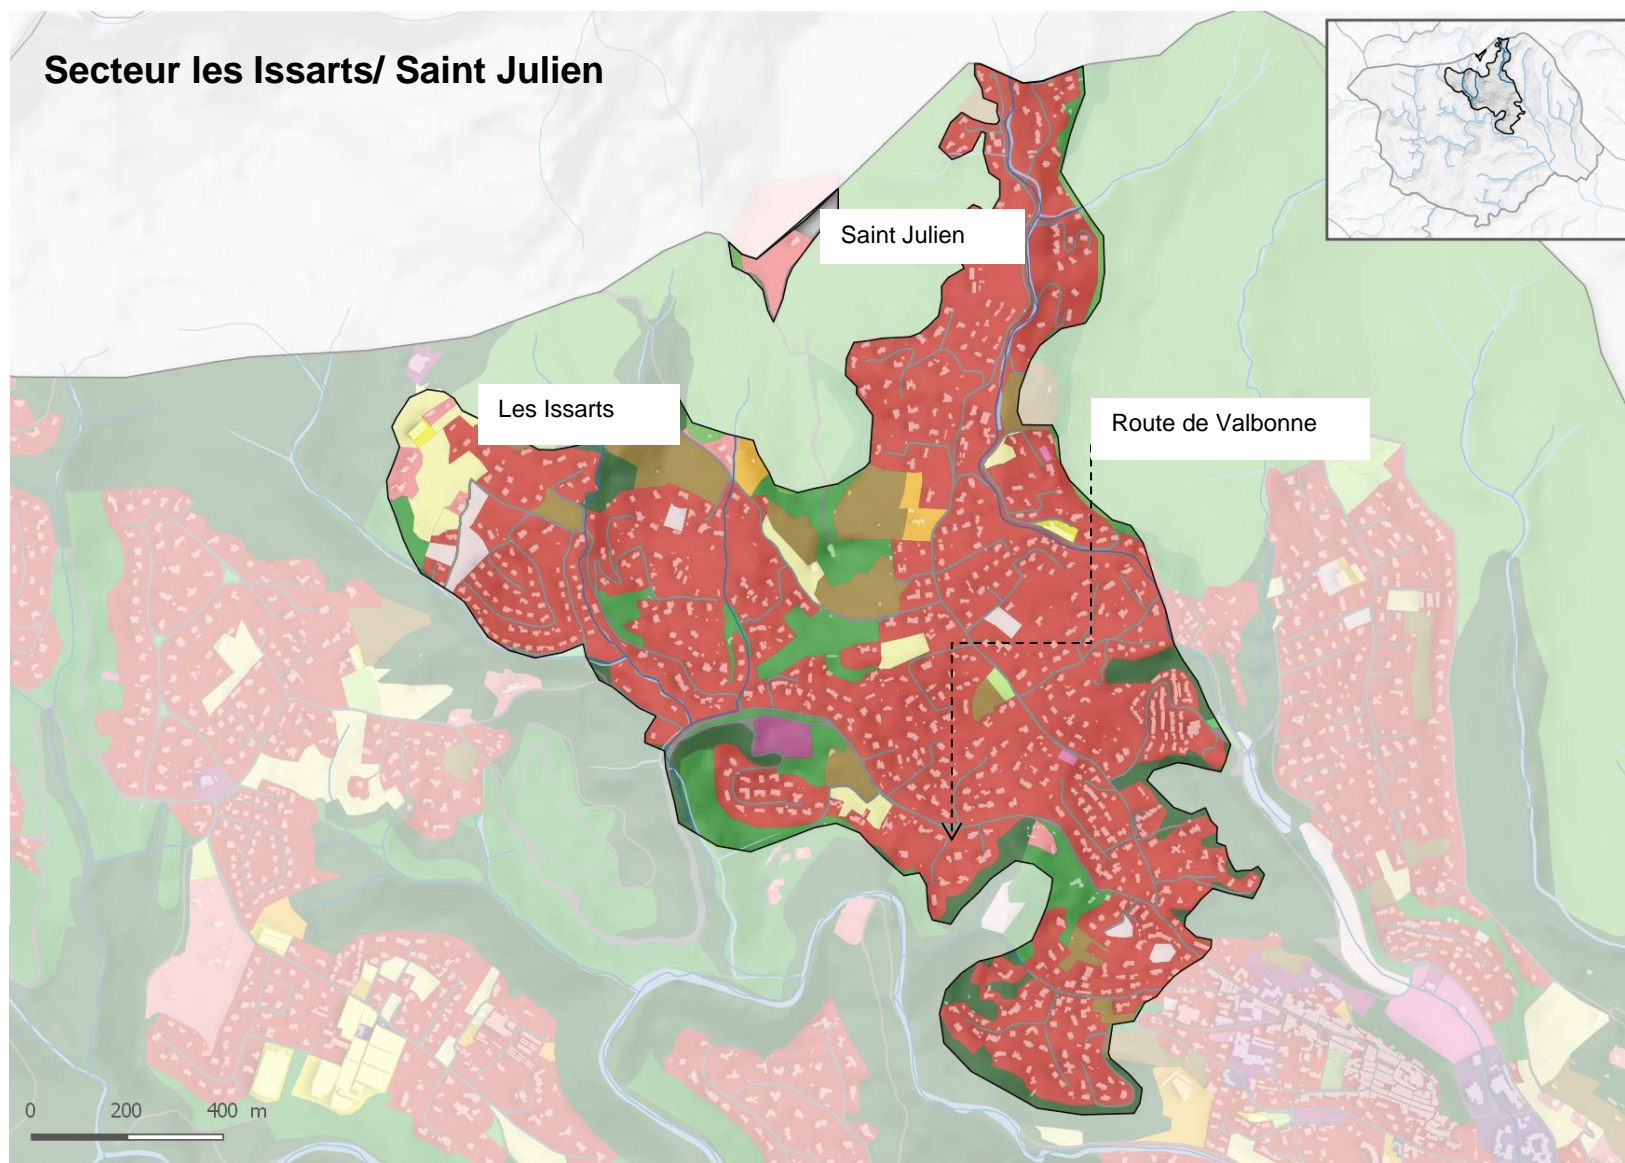 Secteur les Issarts/ Saint Julien
Saint Julien
Les Issarts
Route de Valbonne
0 200 400 m